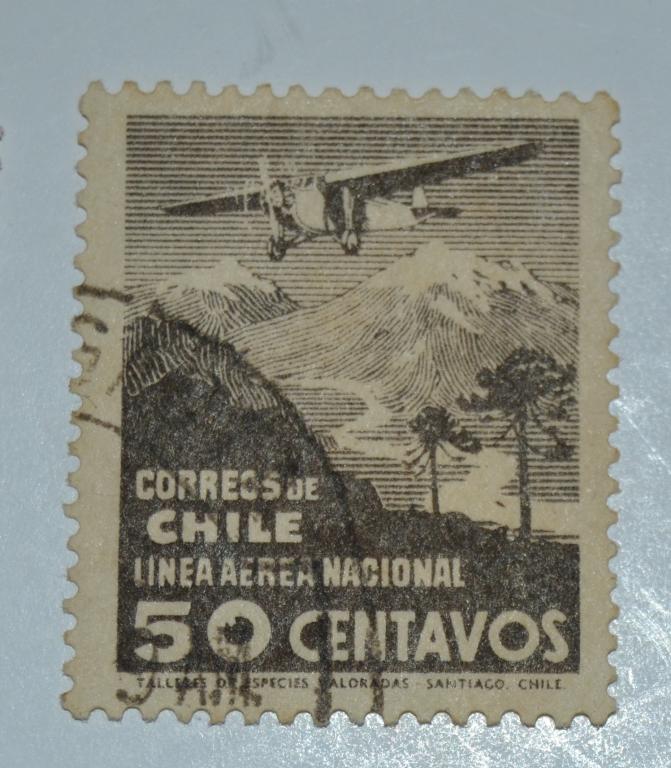 CORREOS DE
CHILE
LINEA AEREA NACIONAL
50 CENTAVOS
TALLERES DE ESPECIES VALORADAS - SANTIAGO. CHILE.